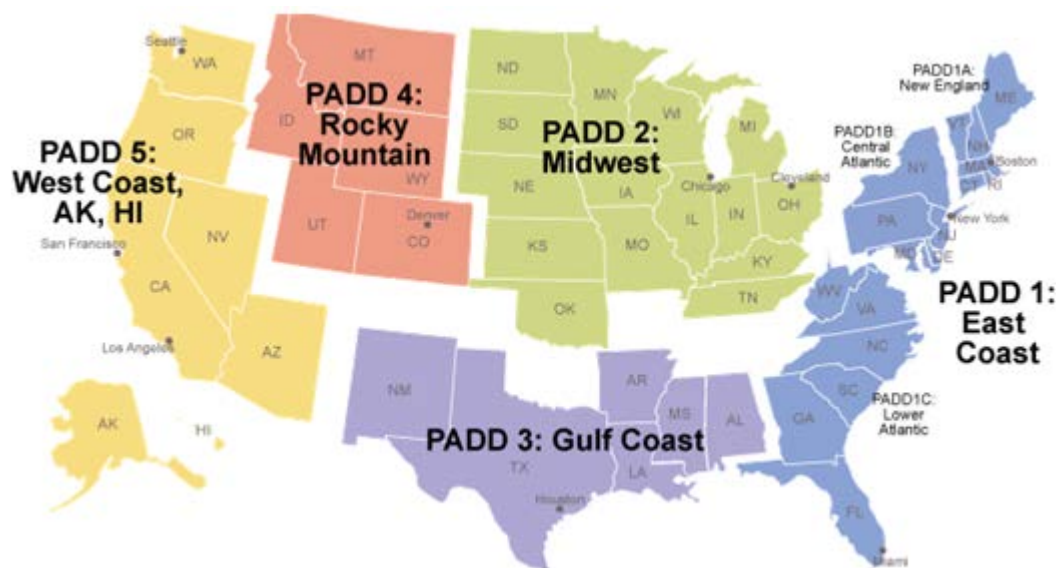 Seattle
WA
OR
PADD 5:
West Coast,
AK, HI
San Francisco
NV
CA
Los Angeles
AZ
AK
HI
MT
PADD 4:
Rocky
Mountain
ID
WY
UT
Denver
CO
ND
MN
SD
WI
MI
PADD 2:
Midwest
NE
IA
Chicago
Cleveland
IL
IN
OH
KS
MO
KY
OK
TN
NM
AR
MS
AL
PADD 3: Gulf Coast
TX
LA
Houston
PADD1A:
New England
ME
VT
NH
PADD1B:
Central
Atlantic
NY
MA
Boston
CT
RI
PA
New York
NJ
MD
DE
WV
VA
PADD 1:
East
Coast
NC
SC
GA
PADD1C:
Lower
Atlantic
FL
Miami